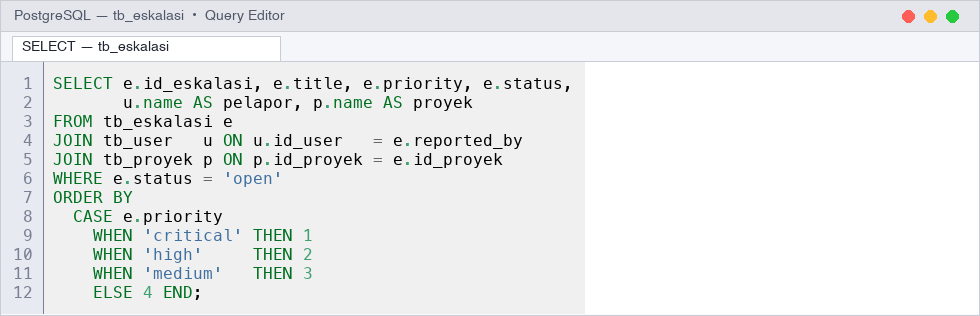 PostgreSQL — tb_eskalasi • Query Editor
SELECT — tb_eskalasi
1 SELECT e.id_eskalasi, e.title, e.priority, e.status,
2        u.name AS pelapor, p.name AS proyek
3 FROM tb_eskalasi e
4 JOIN tb_user   u ON u.id_user   = e.reported_by
5 JOIN tb_proyek p ON p.id_proyek = e.id_proyek
6 WHERE e.status = 'open'
7 ORDER BY
8   CASE e.priority
9     WHEN 'critical' THEN 1
10     WHEN 'high'     THEN 2
11     WHEN 'medium'   THEN 3
12     ELSE 4 END;